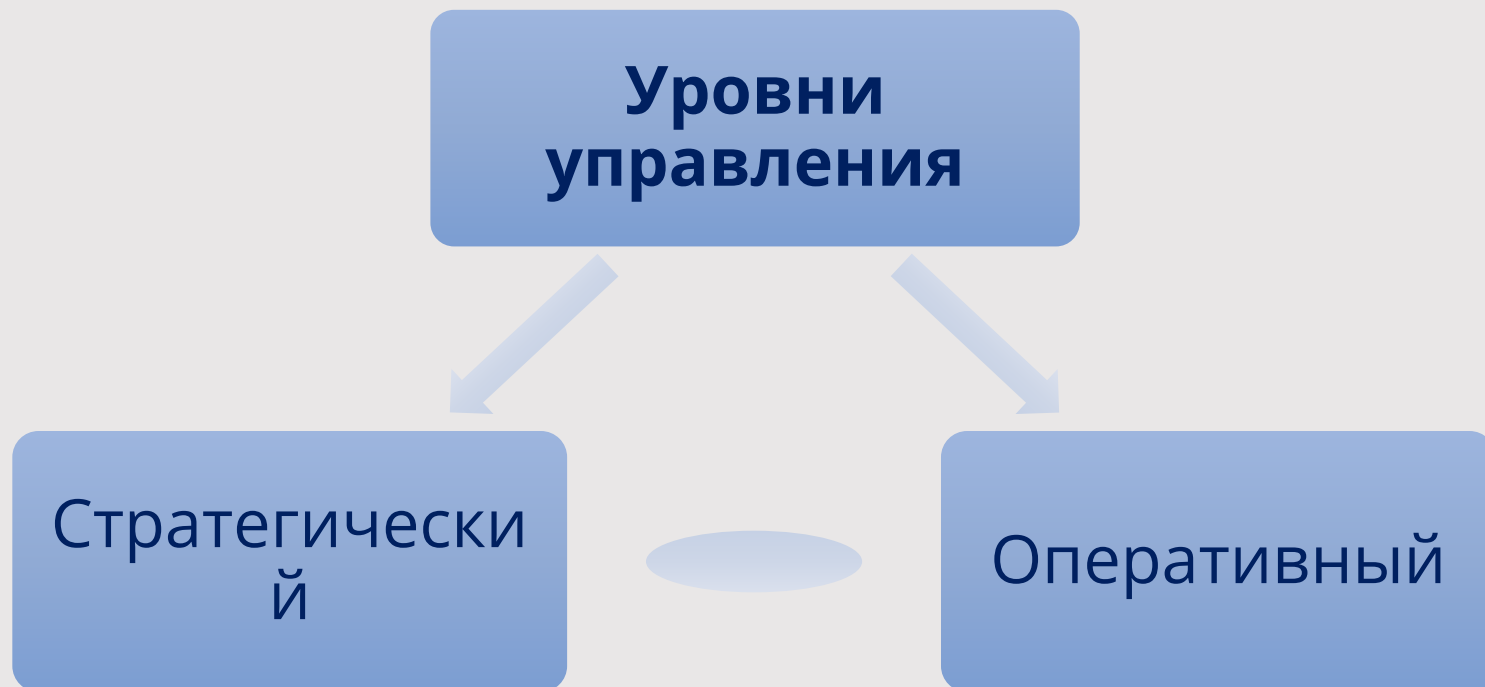 Уровни
управления
Стратегически
й
Оперативный